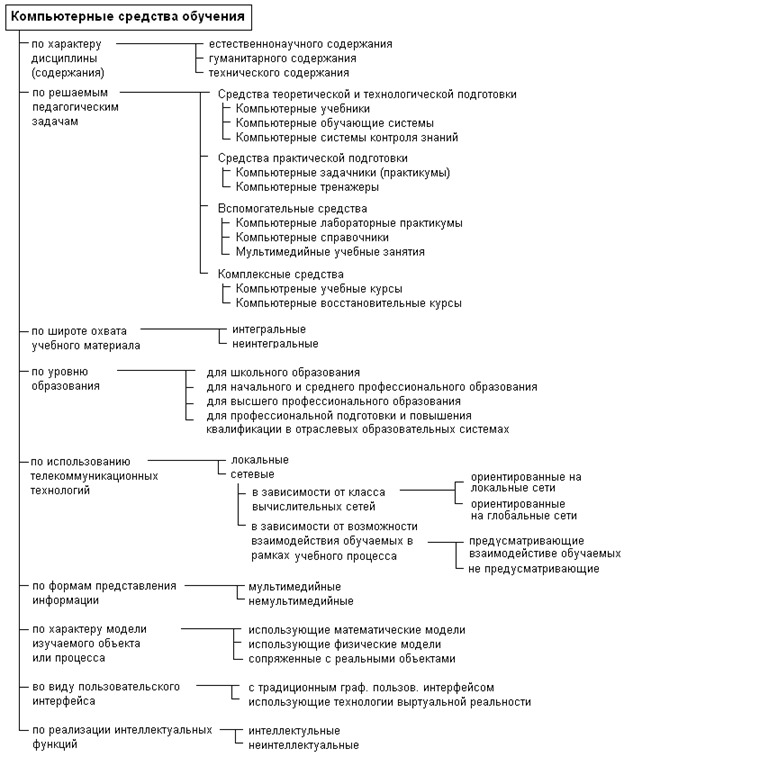 Компьютерные средства обучения
по характеру
дисциплины
(содержания)
естественнонаучного содержания
гуманитарного содержания
технического содержания
по решаемым
педагогическим
задачам
Средства теоретической и технологической подготовки
Компьютерные учебники
Компьютерные обучающие системы
Компьютерные системы контроля знаний
Средства практической подготовки
Компьютерные задачники (практикумы)
Компьютерные тренажеры
Вспомогательные средства
Компьютерные лабораторные практикумы
Компьютерные справочники
Мультимедийные учебные занятия
Комплексные средства
Компьютреные учебные курсы
Компьютерные восстановительные курсы
по широте охвата
учебного материала
интегральные
неинтегральные
по уровню
образования
для школьного образования
для начального и среднего профессионального образования
для высшего профессионального образования
для профессиональной подготовки и повышения
квалификации в отраслевых образовательных системах
по использованию
телекоммуникационных
технологий
локальные
сетевые
в зависимости от класса
вычислительных сетей
ориентированные на
локальные сети
ориентированные
на глобальные сети
в зависимости от возможности
взаимодействия обучаемых в
рамках учебного процесса
предусматривающие
взаимодействиве обучаемых
не предусматривающие
по формам представления
информации
мультимедийные
немультимедийные
по характеру модели
изучаемого объекта
или процесса
использующие математические модели
использующие физические модели
сопряженные с реальными объектами
во виду пользовательского
интерфейса
с традиционным граф. пользов. интерфейсом
использующие технологии выртуальной реальности
по реализации интеллектуальных
функций
интеллектульные
неинтеллектуальные